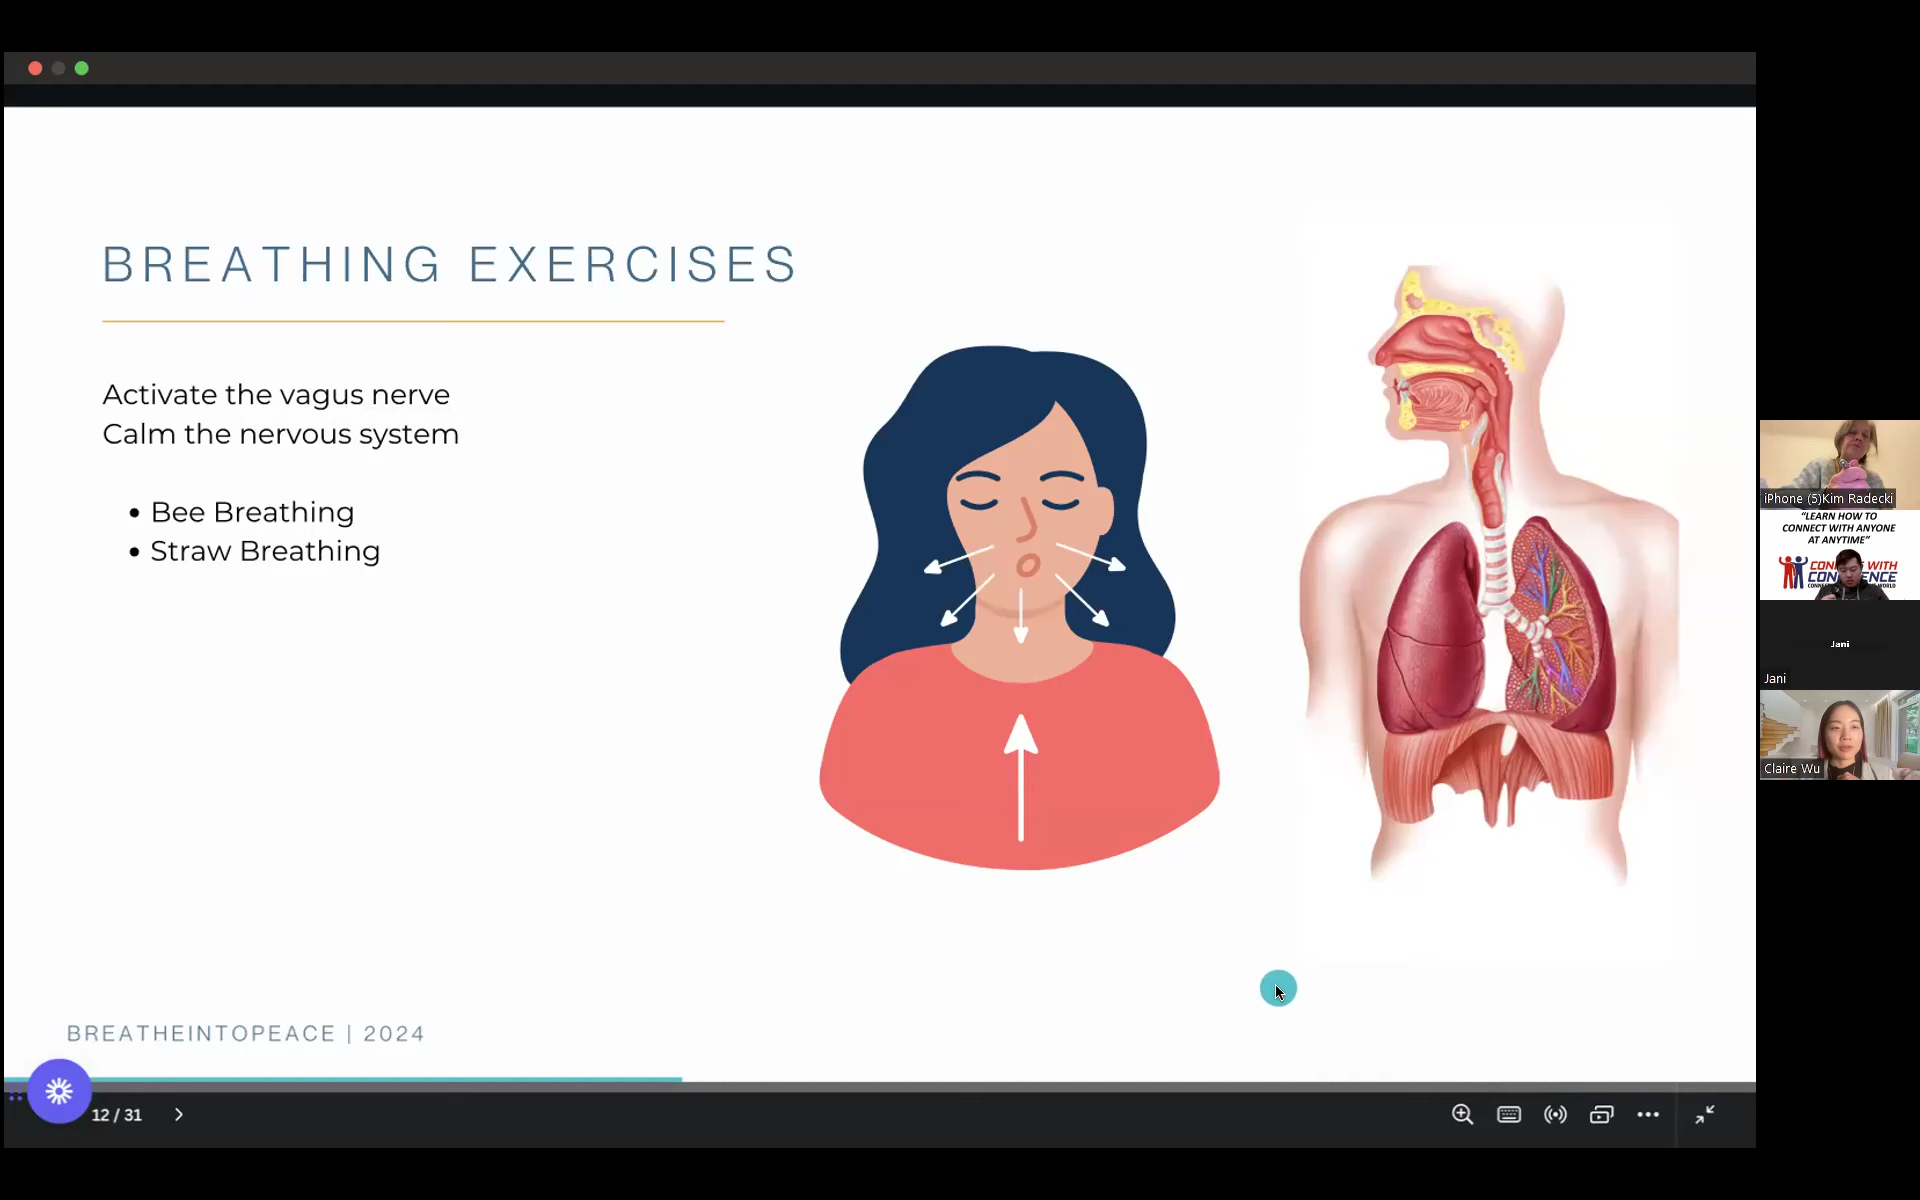 BREATHING EXERCISES
Activate the vagus nerve
Calm the nervous system
• Bee Breathing
• Straw Breathing
BREATHEINTOPEACE | 2024
12 / 31
iPhone (5)Kim Radecki
"LEARN HOW TO
CONNECT WITH ANYONE
AT ANYTIME"
Jani
Jani
Claire Wu